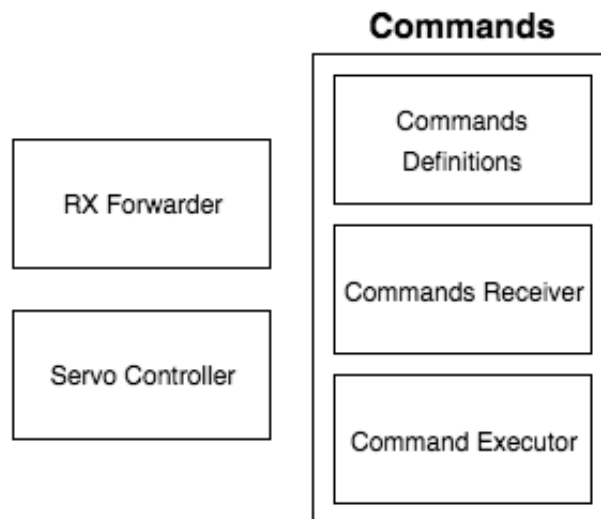 Commands
Commands
Definitions
RX Forwarder
Commands Receiver
Servo Controller
Command Executor